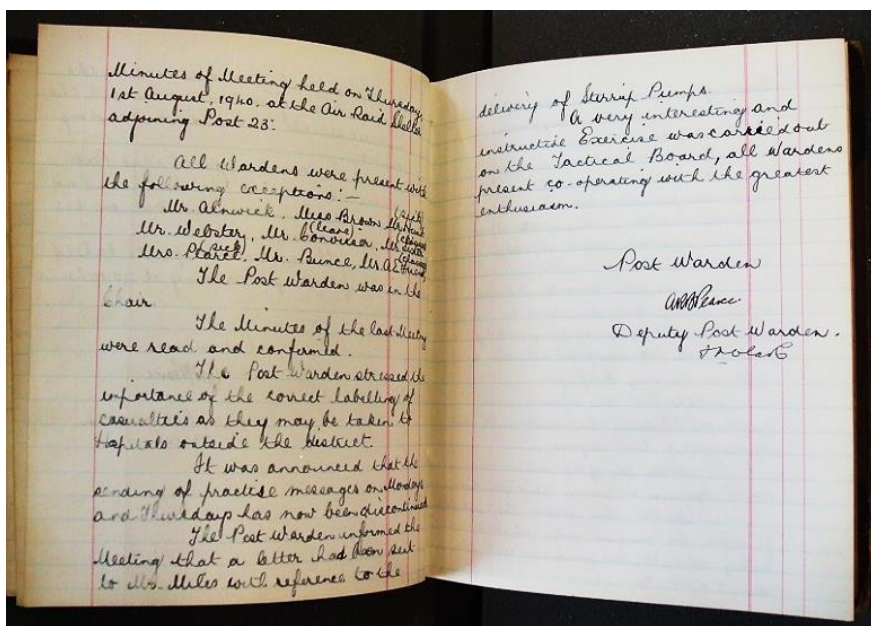 Minutes of Meeting held on Thursday,
1st August, 1940. at the Air Raid Shelter
adjoining Post 23:
All Wardens were present with
the following exceptions:—
Mr. Alnwick, Miss Brown, Mr.
(sick)
Mr. Webster, Mr. Convisor, Mr.
(leave)
Mrs. Mr. Bunce, Mr. A.E.
(sick)
The Post Warden was in the
Chair
The Minutes of the last Meeting
were read and confirmed.
The Post Warden stressed the
importance of the correct labelling of
casualties as they may be taken to
Hospitals outside the district.
It was announced that the
sending of practise messages on Mondays
and Thursdays has now been discontinued
The Post Warden informed the
Meeting that a letter had been sent
to Mr. Miles with reference to the
delivery of Stirrup Pumps.
A very interesting and
instructive Exercise was carried out
on the Tactical Board, all Wardens
present co-operating with the greatest
enthusiasm.
Post Warden
Pearce.
Deputy Post Warden.